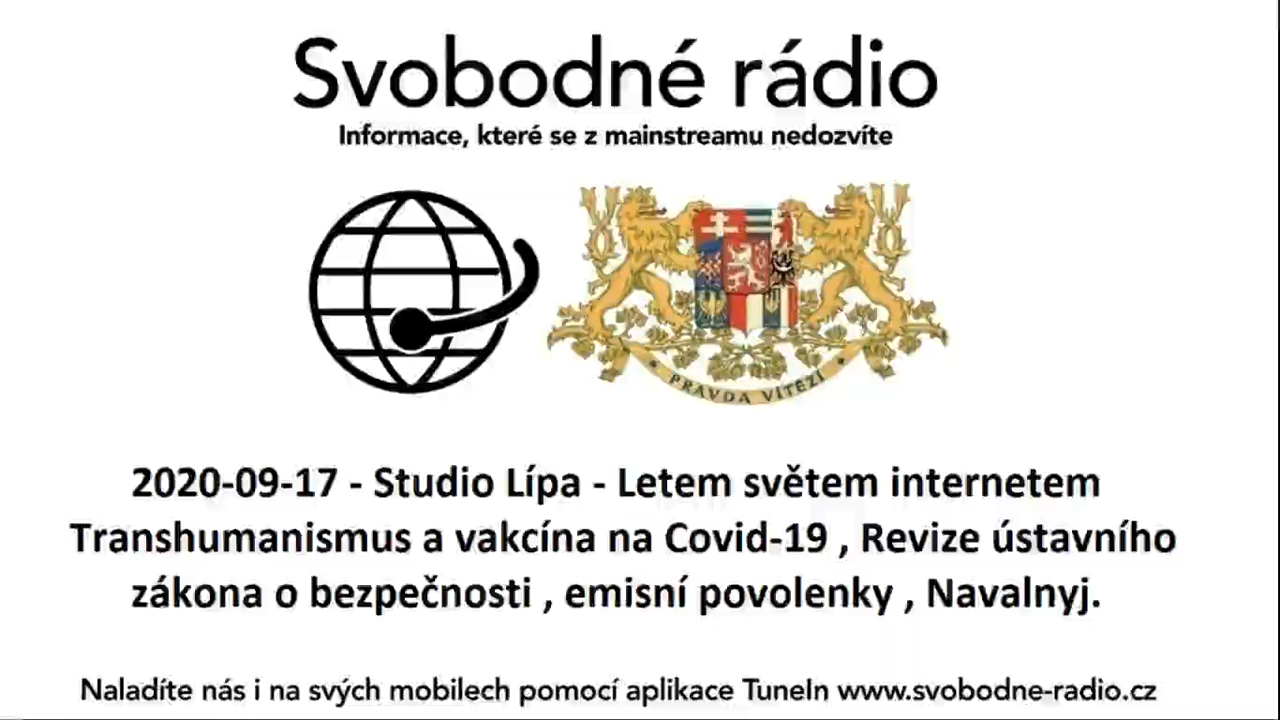 Svobodné rádio
Informace, které se z mainstreamu nedozvíte
PRAVDA VÍTĚZÍ
2020-09-17 - Studio Lípa - Letem světem internetem
Transhumanismus a vakcína na Covid-19 , Revize ústavního
zákona o bezpečnosti , emisní povolenky , Navalnyj.
Naladíte nás i na svých mobilech pomocí aplikace TuneIn www.svobodne-radio.cz